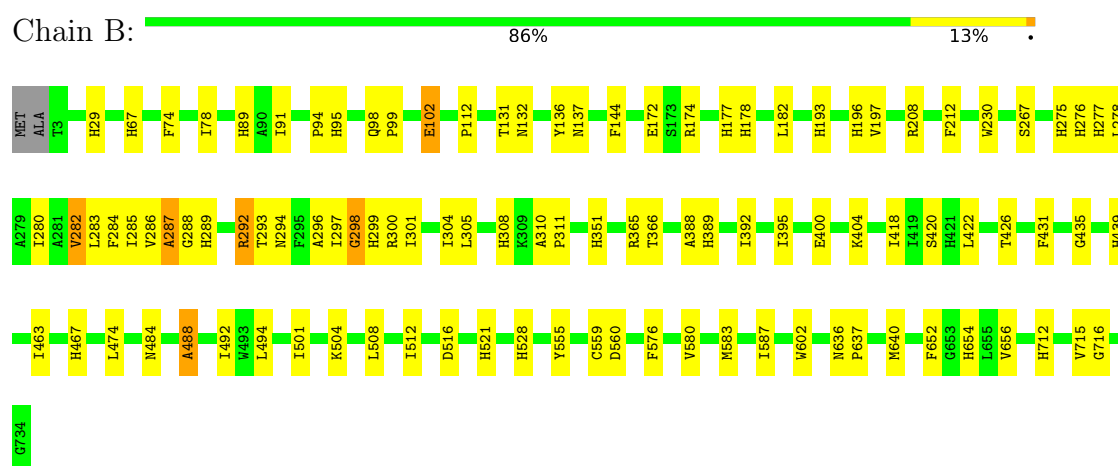 Chain B:
86% 13% •
MET ALA T3 H29 H67 F74 I78 H89 A90 I91 P94 H95 Q98 P99 E102 P112 T131 N132 Y136 N137 F144 E172 S173 R174 H177 H178 L182 H193 H196 V197 R208 F212 W230 S267 H275 H276 H277 L278
A279 I280 A281 V282 L283 F284 I285 V286 A287 G288 H289 R292 T293 N294 F295 A296 I297 G298 H299 R300 I301 I304 L305 H308 K309 A310 P311 H351 R365 T366 A388 H389 I392 I395 E400 K404 I418 I419 S420 H421 L422 T426 F431 G435 H439
I463 H467 L474 N484 A488 I492 W493 L494 I501 K504 L508 I512 D516 H521 H528 Y555 C559 D560 F576 V580 M583 I587 W602 N636 P637 M640 F652 G653 H654 L655 V656 H712 V715 G716
G734